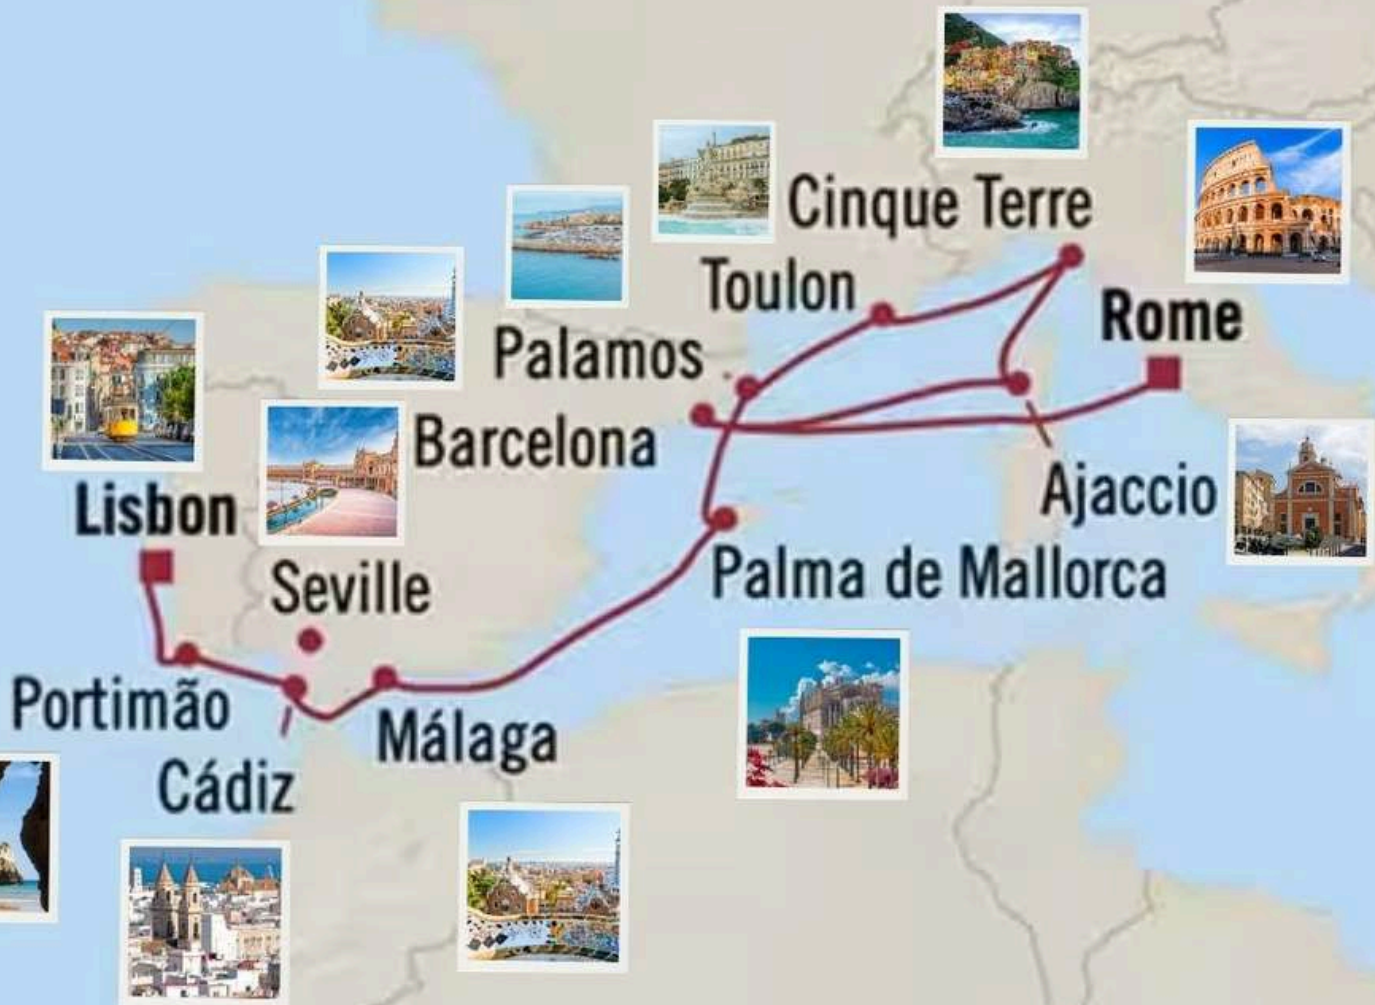 Cinque Terre
Toulon
Rome
Palamos
Barcelona
Ajaccio
Lisbon
Palma de Mallorca
Seville
Portimão
Málaga
Cádiz